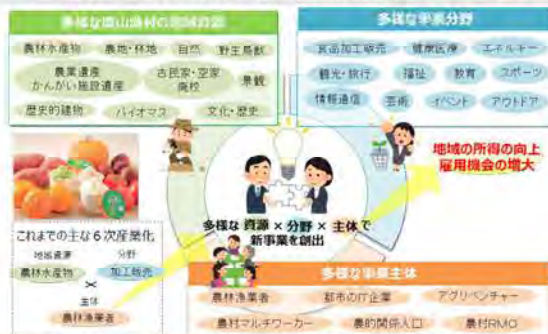 多様な農山漁村の地域資源
農林水産物 農地・林地 自然 野生鳥獣
農業遺産
かんがい施設遺産
古民家・空家
廃校
景観
歴史的建物 バイオマス 文化・歴史
多様な事業分野
食品加工販売 健康医療 エネルギー
観光・旅行 福祉 教育 スポーツ
情報通信 芸術 イベント アウトドア
地域の所得の向上
雇用機会の増大
多様な資源×分野×主体で
新事業を創出
これまでの主な6次産業化
地域資源 分野
農林水産物 × 加工販売
主体
農林漁業者
多様な事業主体
農林漁業者 都市のIT企業 アグリベンチャー
農村マルチワーカー 農的関係人口 農村RMO